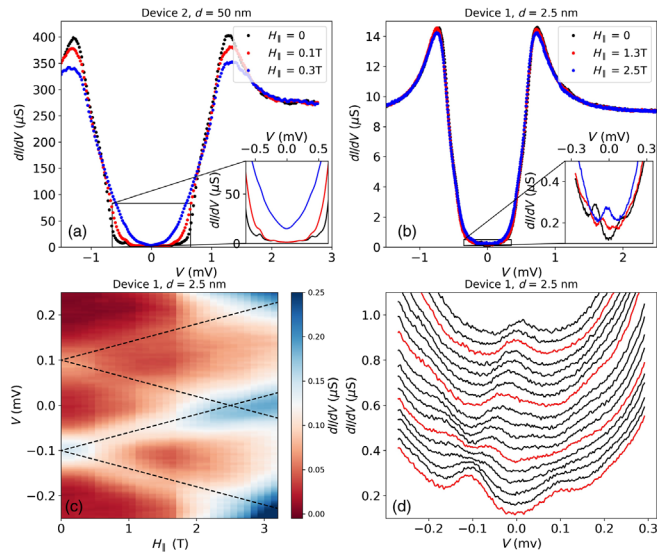 Device 2, d = 50 nm
400
350
300
250
200
150
100
50
0
dI/dV (μS)
H∥ = 0
H∥ = 0.1T
H∥ = 0.3T
V (mV)
−0.5 0.0 0.5
50
0
dI/dV (μS)
(a)
−1 0 1 2
V (mV)
Device 1, d = 2.5 nm
14
12
10
8
6
4
2
0
dI/dV (μS)
H∥ = 0
H∥ = 1.3T
H∥ = 2.5T
V (mV)
−0.3 0.0 0.3
0.4
0.2
dI/dV (μS)
(b)
−1 0 1 2 3
V (mV)
Device 1, d = 2.5 nm
0.2
0.1
0.0
−0.1
−0.2
V (mV)
(c)
0 1 2 3
H∥ (T)
0.25
0.20
0.15
0.10
0.05
0.00
dI/dV (μS)
Device 1, d = 2.5 nm
1.0
0.8
0.6
0.4
0.2
dI/dV (μS)
(d)
−0.2 −0.1 0.0 0.1 0.2
V (mv)